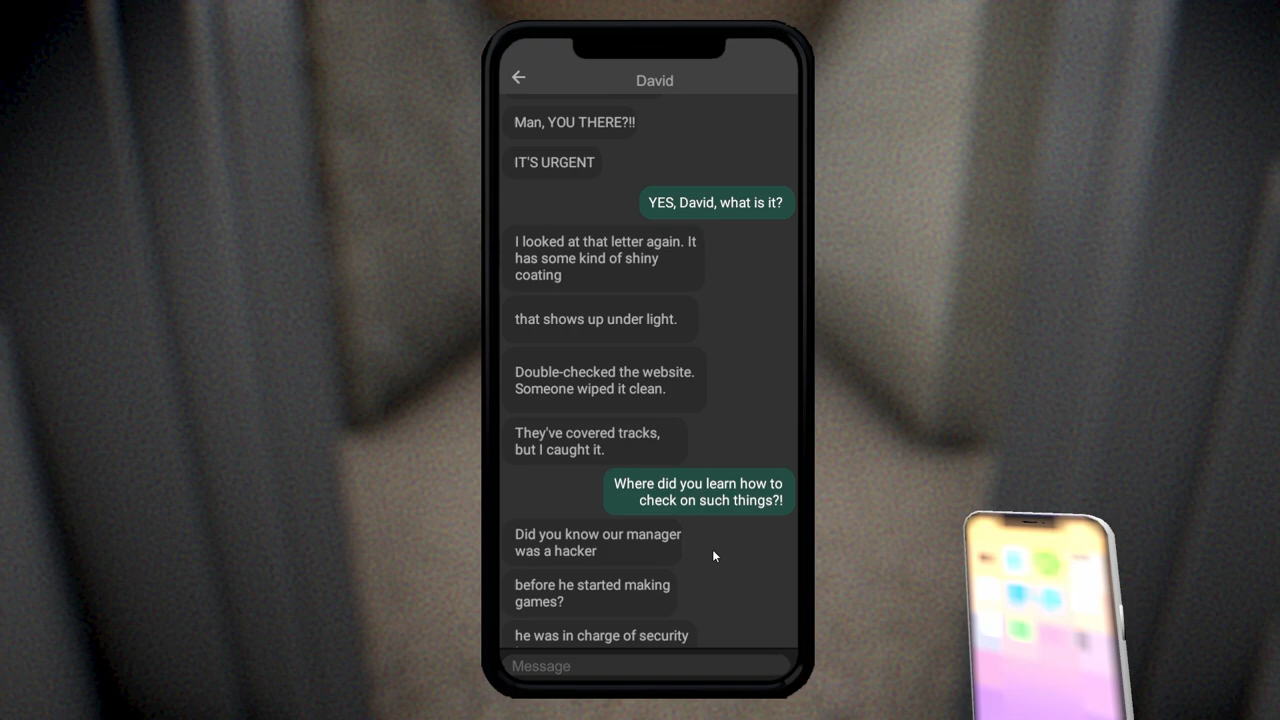 David
Man, YOU THERE?!!
IT'S URGENT
YES, David, what is it?
I looked at that letter again. It
has some kind of shiny
coating
that shows up under light.
Double-checked the website.
Someone wiped it clean.
They've covered tracks,
but I caught it.
Where did you learn how to
check on such things?!
Did you know our manager
was a hacker
before he started making
games?
he was in charge of security
Message